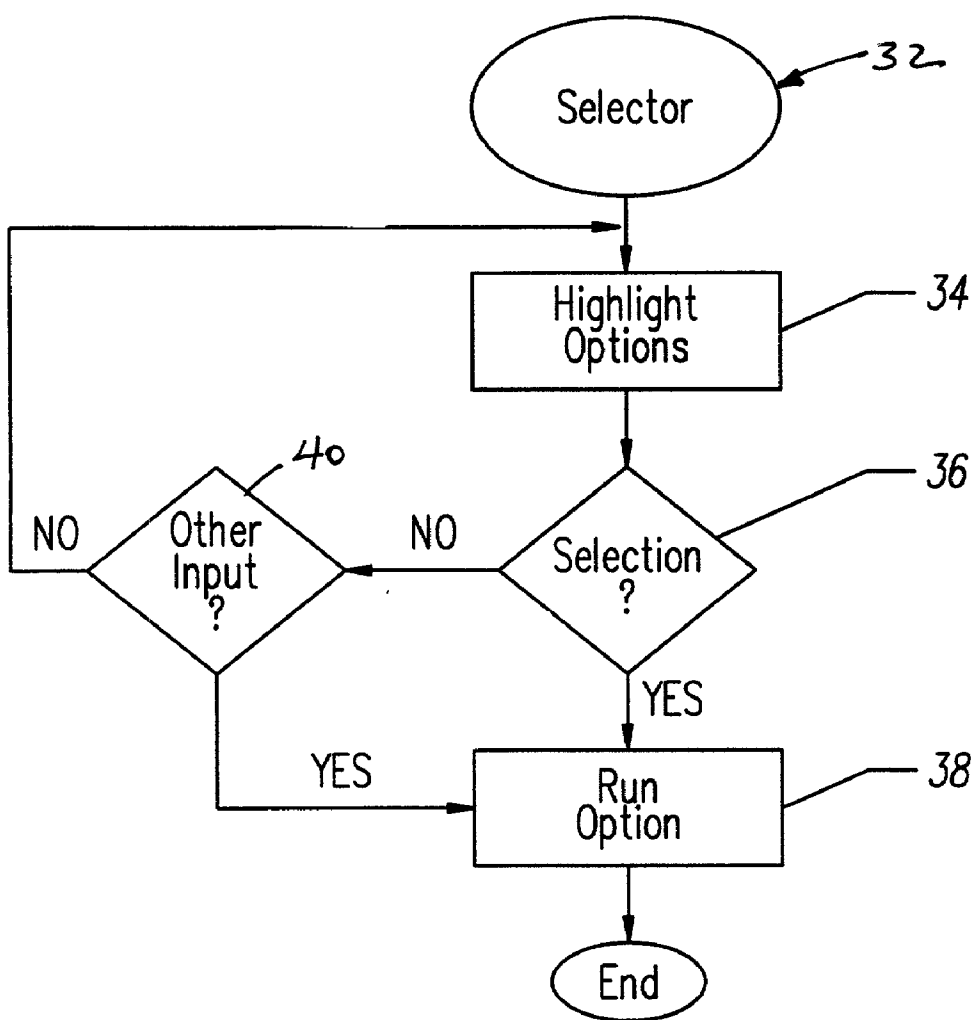 Selector
32
Highlight
Options
34
40
36
NO
Other
Input
?
NO
Selection
?
YES
YES
Run
Option
38
End